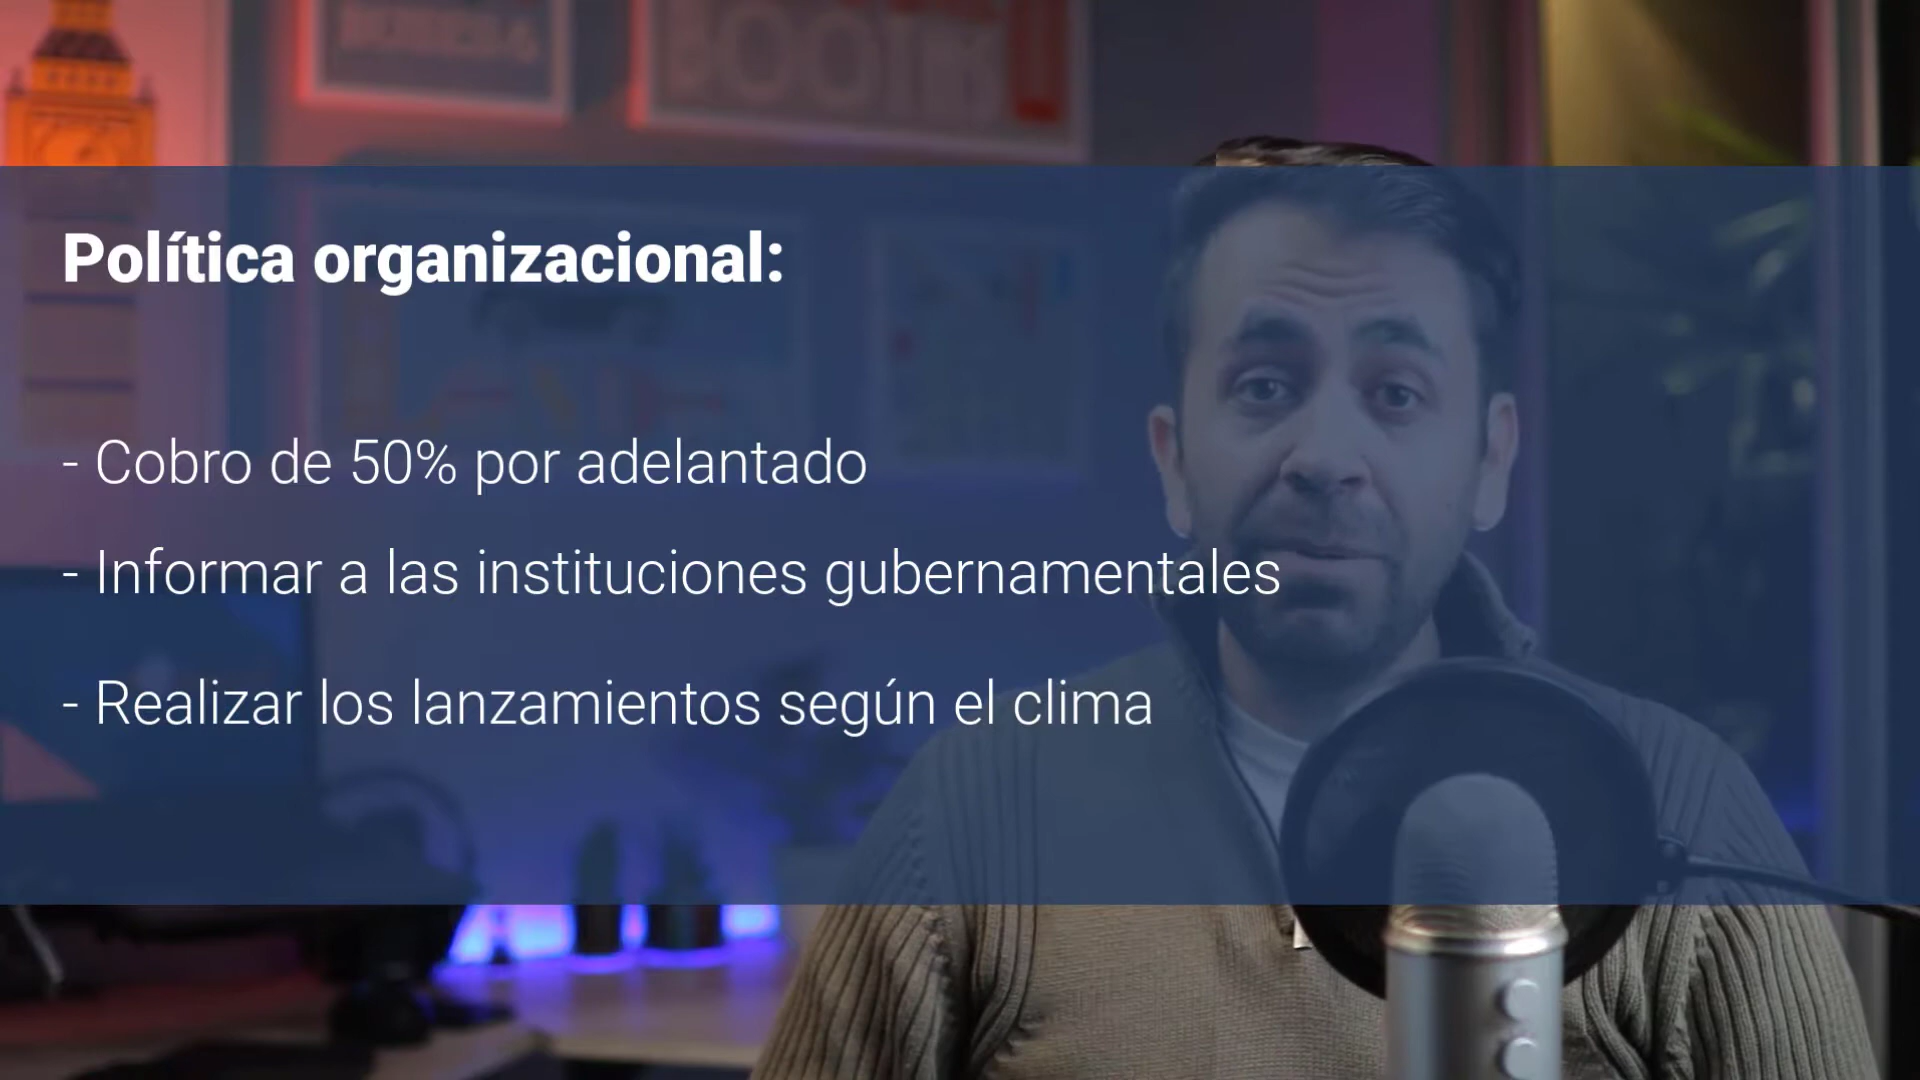 Política organizacional:
- Cobro de 50% por adelantado
- Informar a las instituciones gubernamentales
- Realizar los lanzamientos según el clima